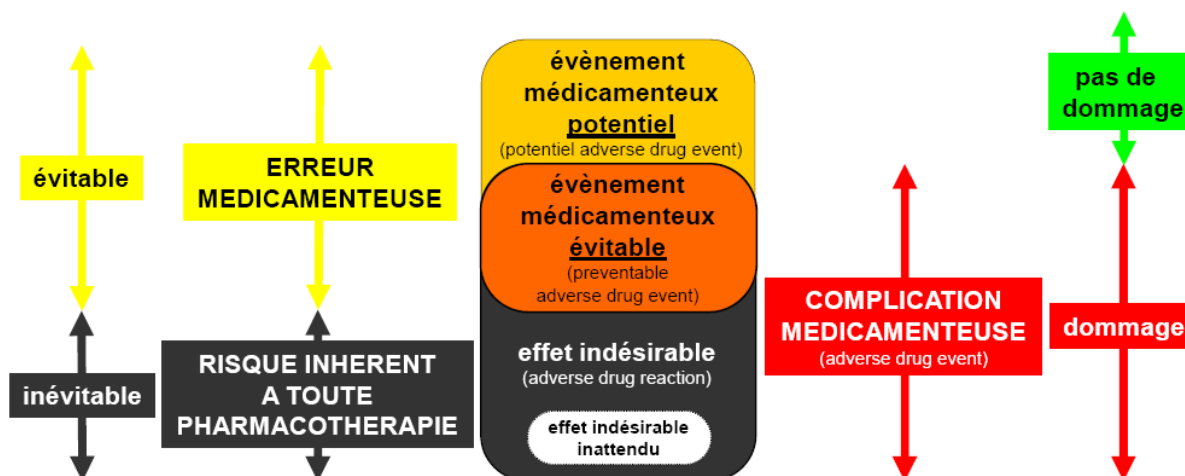 évitable
inévitable
ERREUR
MEDICAMENTEUSE
RISQUE INHERENT
A TOUTE
PHARMACOTHERAPIE
évènement
médicamenteux
potentiel
(potentiel adverse drug event)
évènement
médicamenteux
évitable
(preventable
adverse drug event)
effet indésirable
(adverse drug reaction)
effet indésirable
inattendu
COMPLICATION
MEDICAMENTEUSE
(adverse drug event)
pas de
dommage
dommage